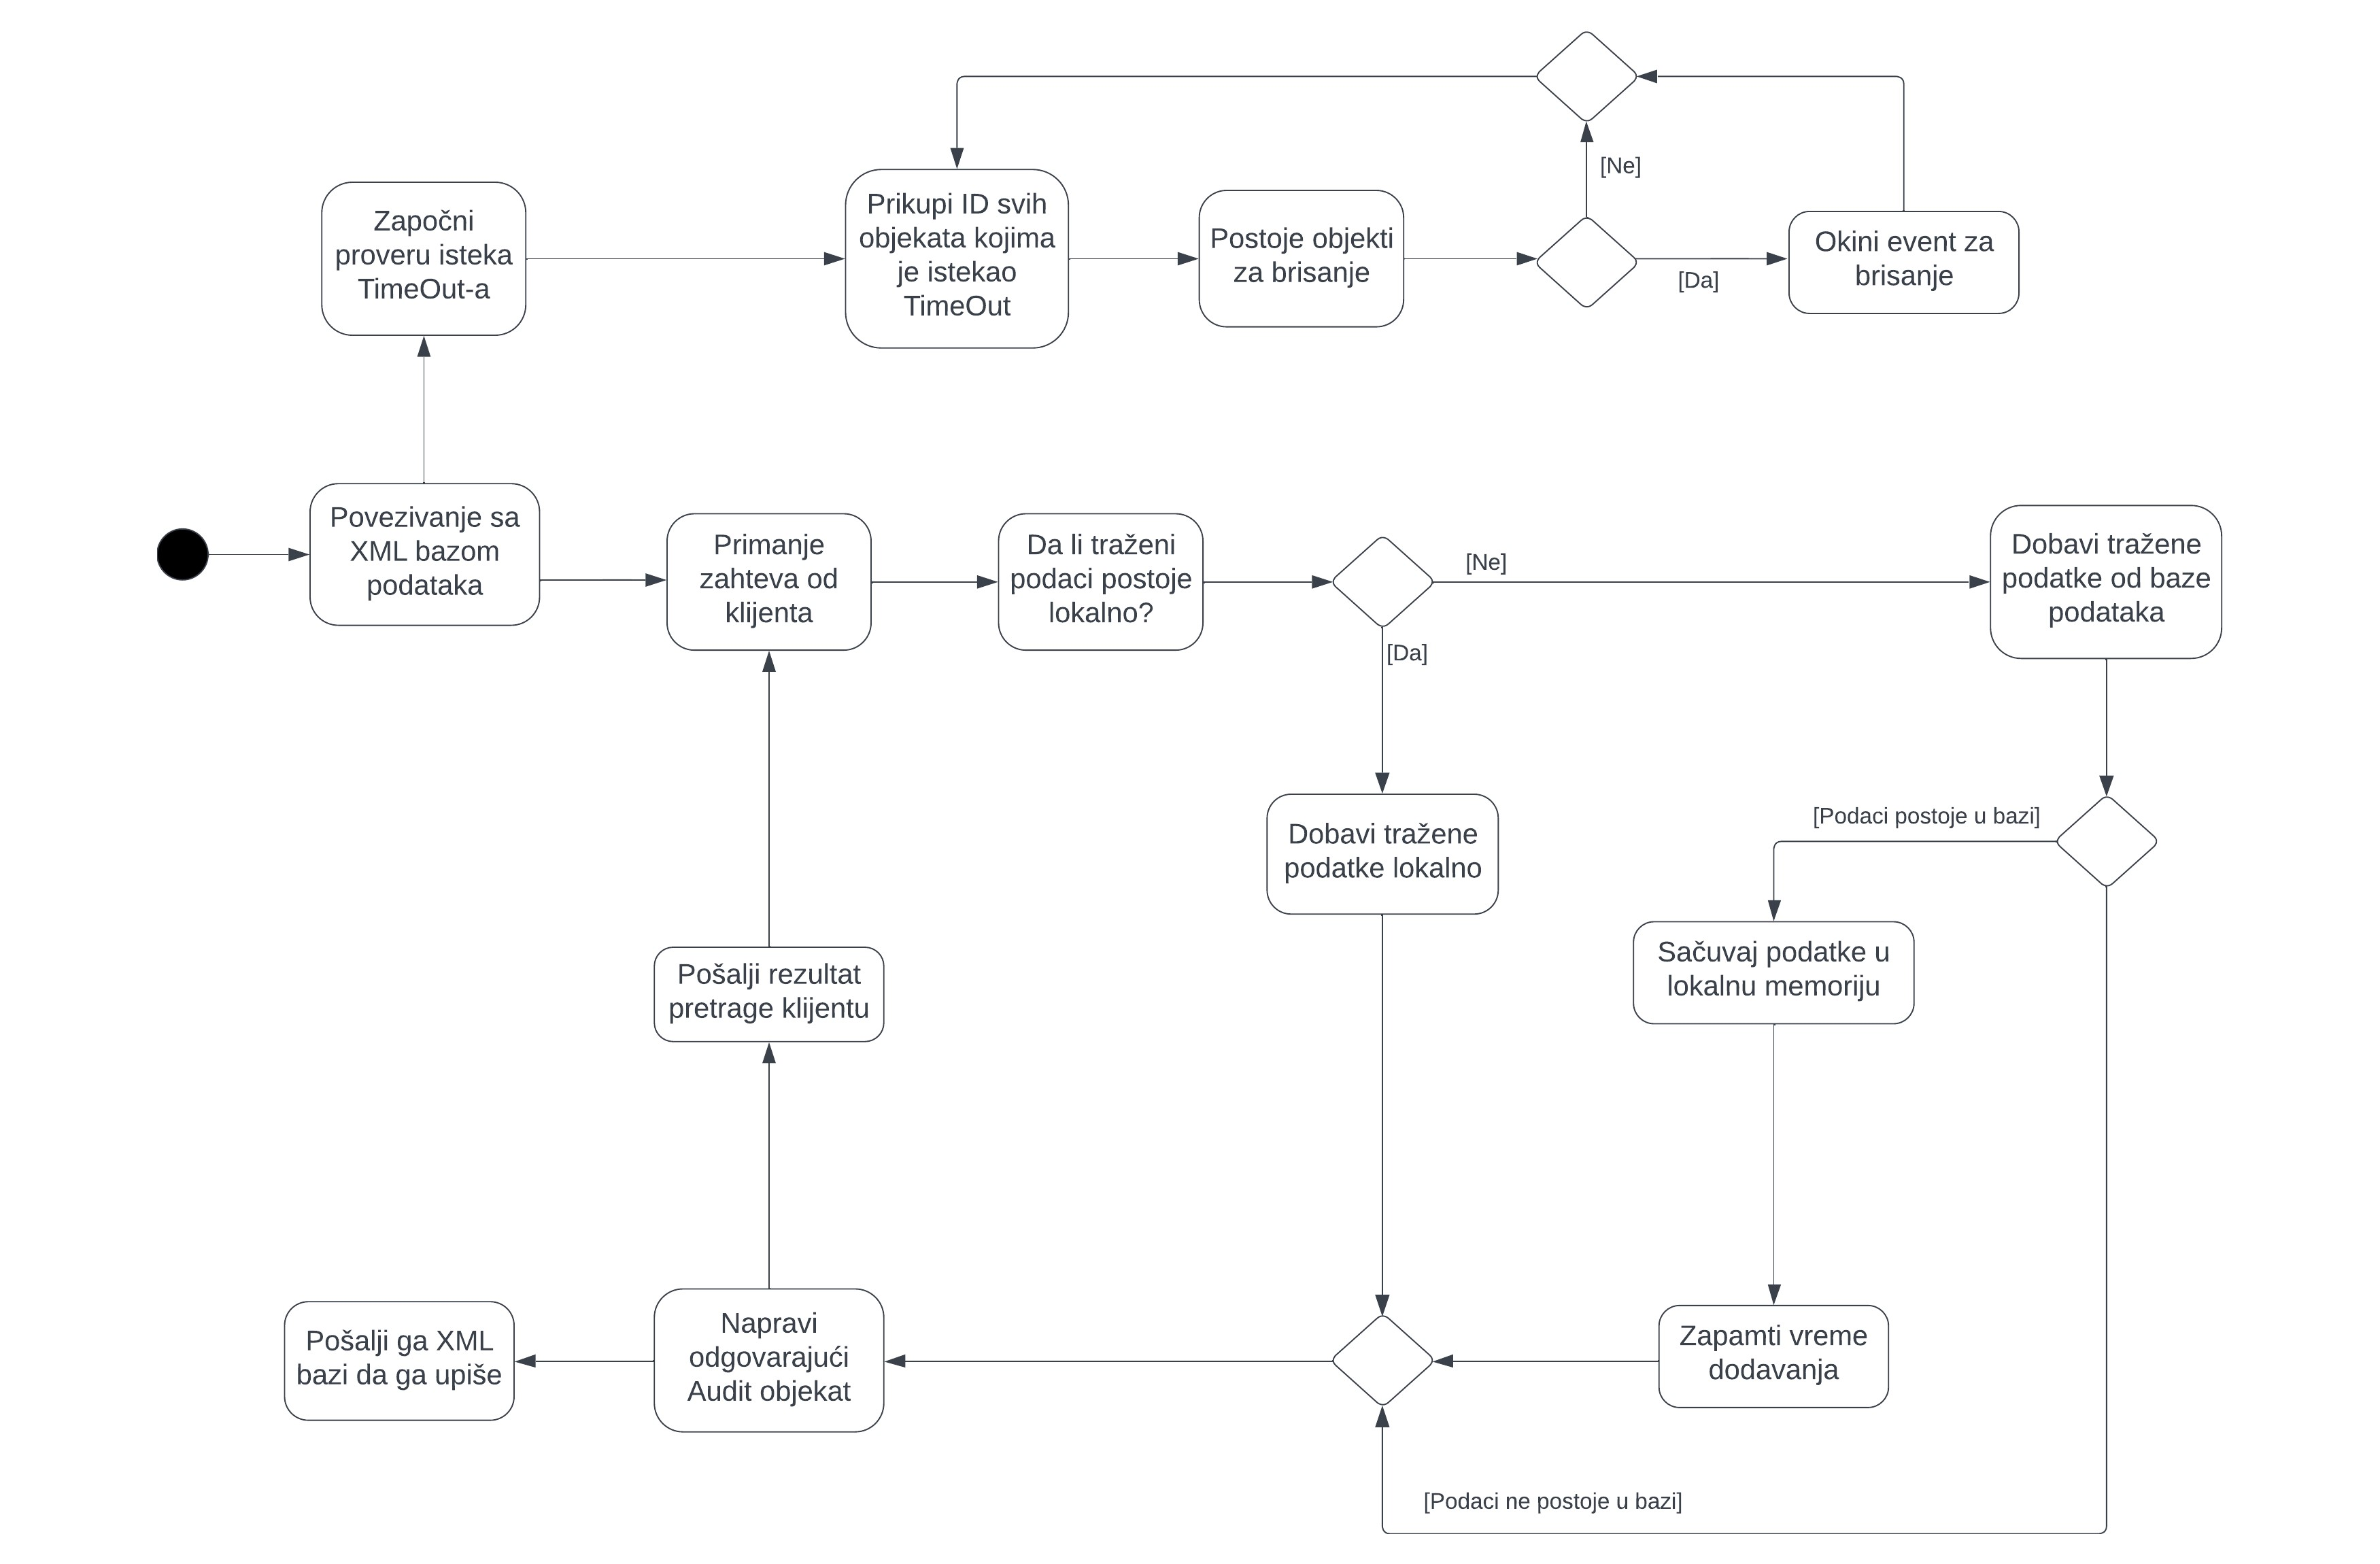 [Ne]
Započni
proveru isteka
TimeOut-a
Prikupi ID svih
objekata kojima
je istekao
TimeOut
Postoje objekti
za brisanje
[Da]
Okini event za
brisanje
Povezivanje sa
XML bazom
podataka
Primanje
zahteva od
klijenta
Da li traženi
podaci postoje
lokalno?
[Ne]
[Da]
Dobavi tražene
podatke od baze
podataka
Dobavi tražene
podatke lokalno
[Podaci postoje u bazi]
Sačuvaj podatke u
lokalnu memoriju
Pošalji rezultat
pretrage klijentu
Pošalji ga XML
bazi da ga upiše
Napravi
odgovarajući
Audit objekat
Zapamti vreme
dodavanja
[Podaci ne postoje u bazi]